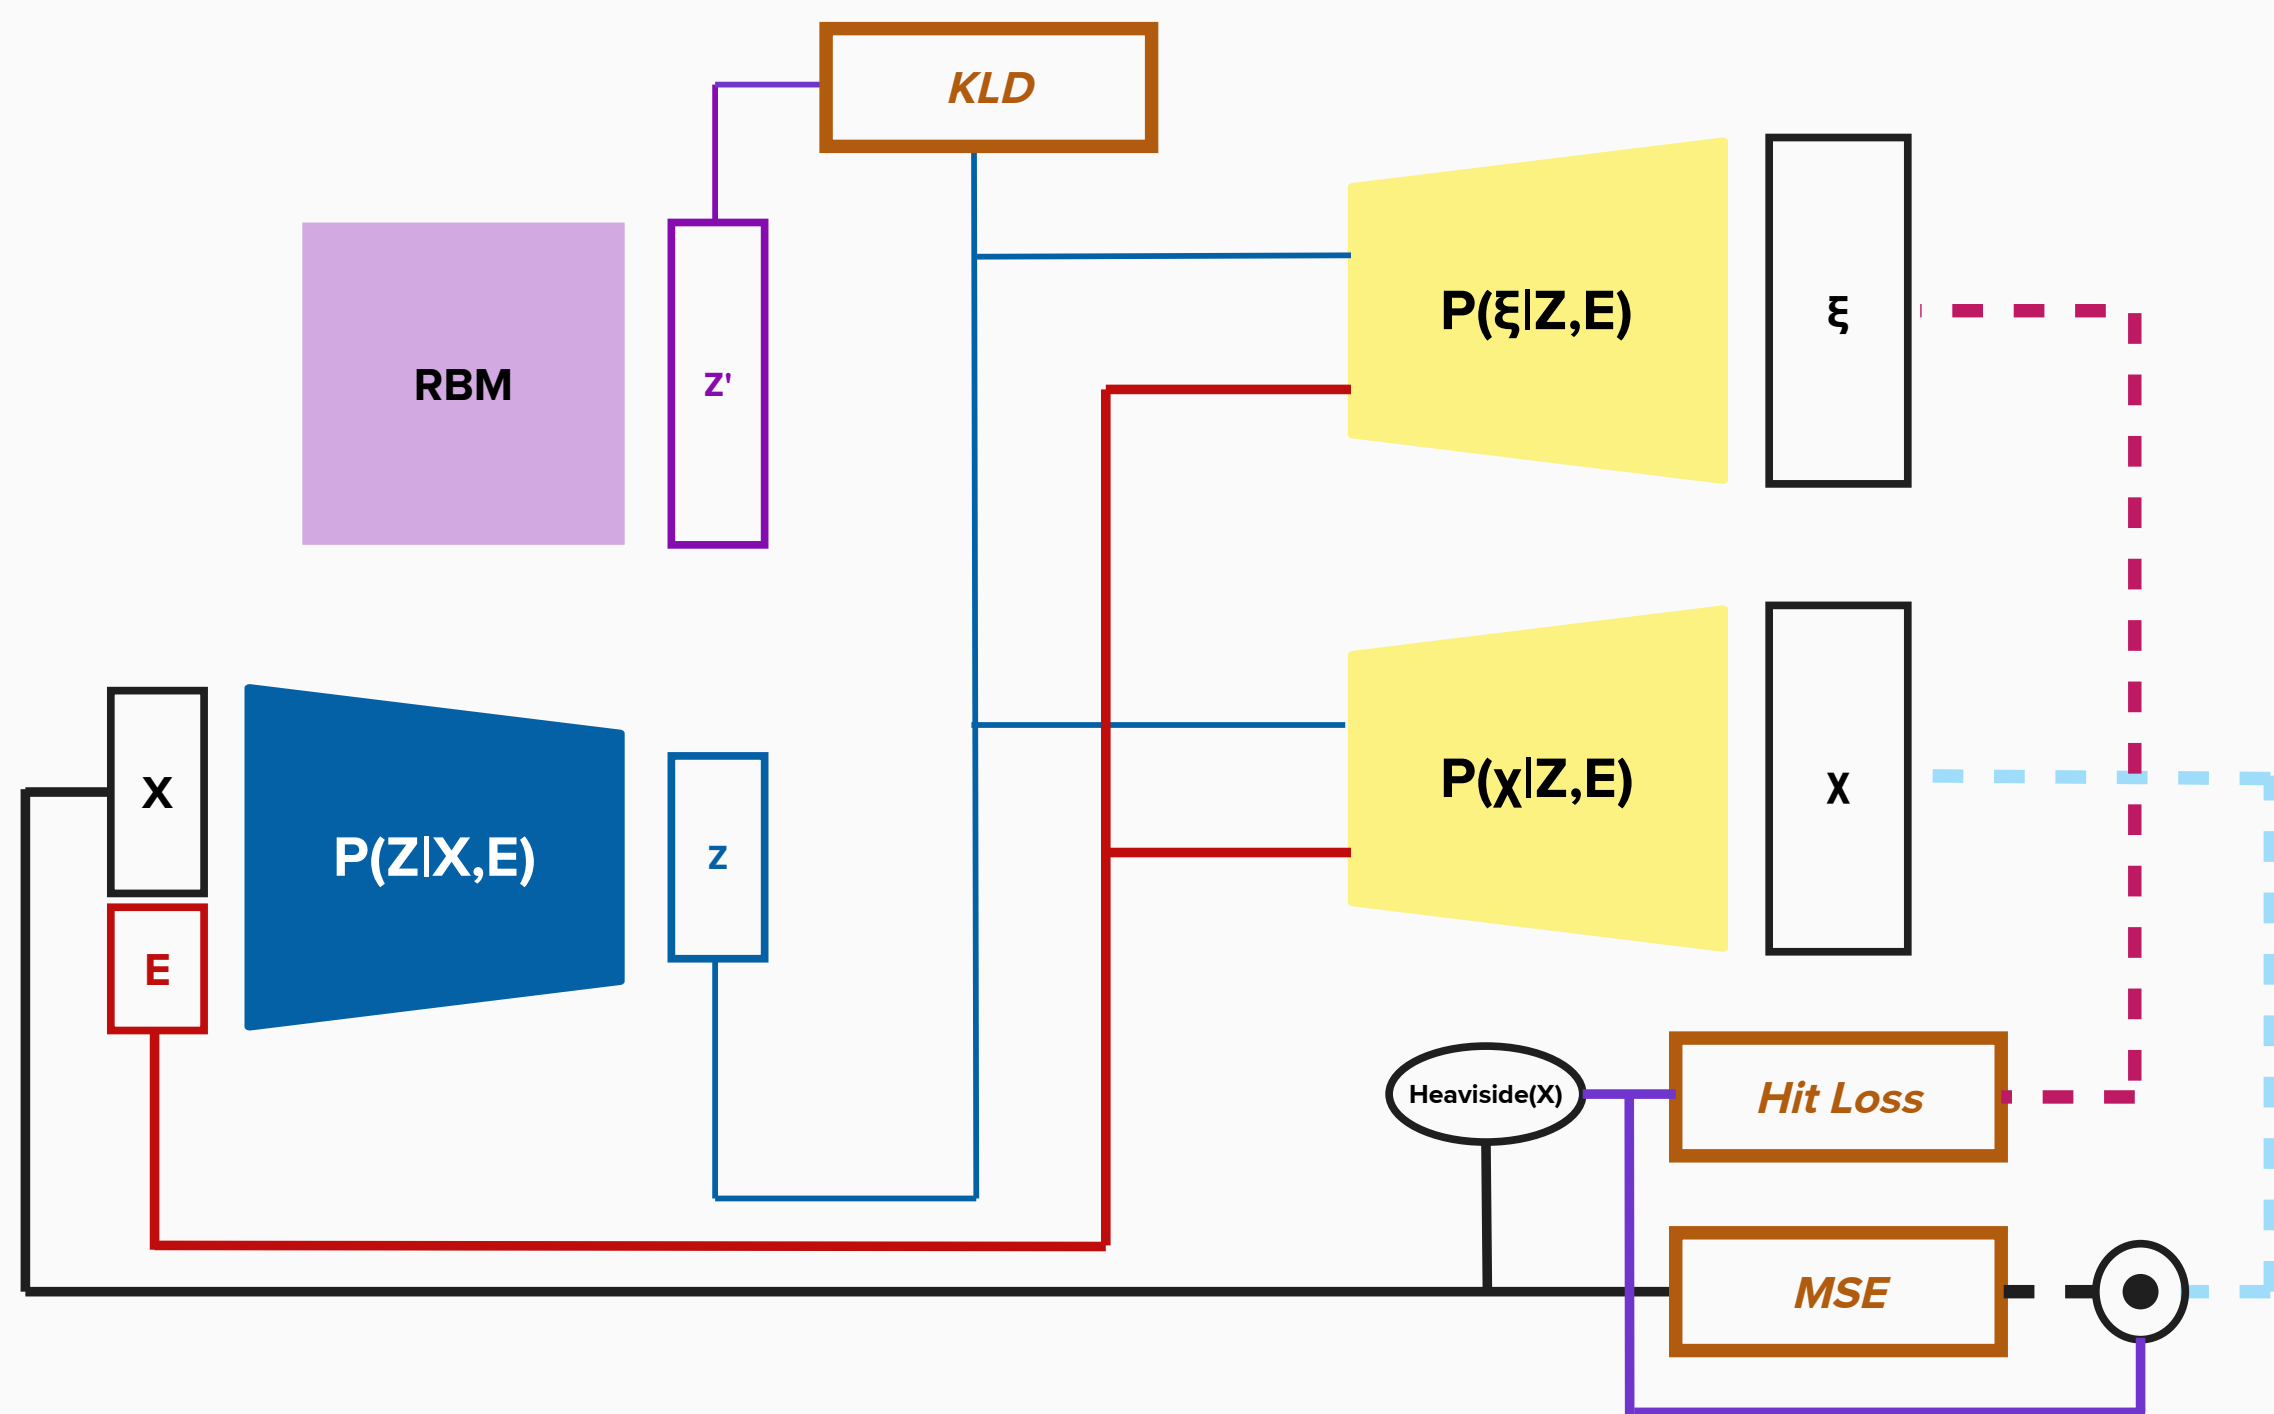 KLD
RBM
Z'
P(ξ|Z,E)
ξ
X
E
P(Z|X,E)
Z
P(χ|Z,E)
χ
Heaviside(X)
Hit Loss
MSE